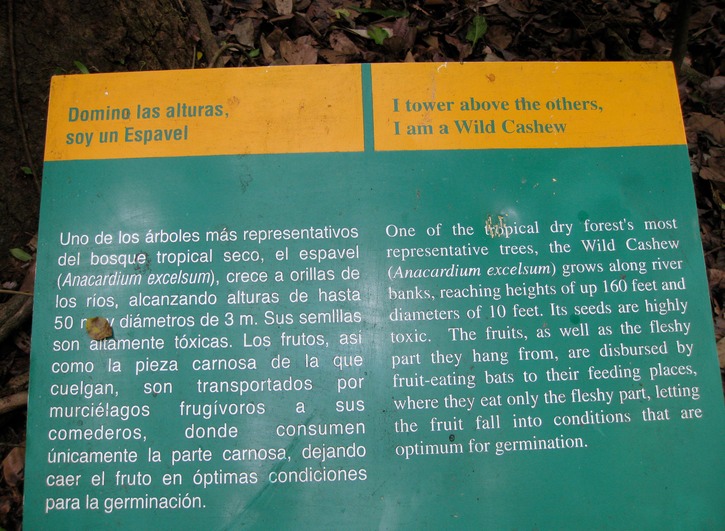 Domino las alturas,
soy un Espavel
Uno de los árboles más representativos
del bosque tropical seco, el espavel
(Anacardium excelsum), crece a orillas de
los ríos, alcanzando alturas de hasta
50 m y diámetros de 3 m. Sus semillas
son altamente tóxicas. Los frutos, así
como la pieza carnosa de la que
cuelgan, son transportados por
murciélagos frugívoros a sus
comederos, donde consumen
únicamente la parte carnosa, dejando
caer el fruto en óptimas condiciones
para la germinación.
I tower above the others,
I am a Wild Cashew
One of the tropical dry forest's most
representative trees, the Wild Cashew
(Anacardium excelsum) grows along river
banks, reaching heights of up 160 feet and
diameters of 10 feet. Its seeds are highly
toxic. The fruits, as well as the fleshy
part they hang from, are disbursed by
fruit-eating bats to their feeding places,
where they eat only the fleshy part, letting
the fruit fall into conditions that are
optimum for germination.